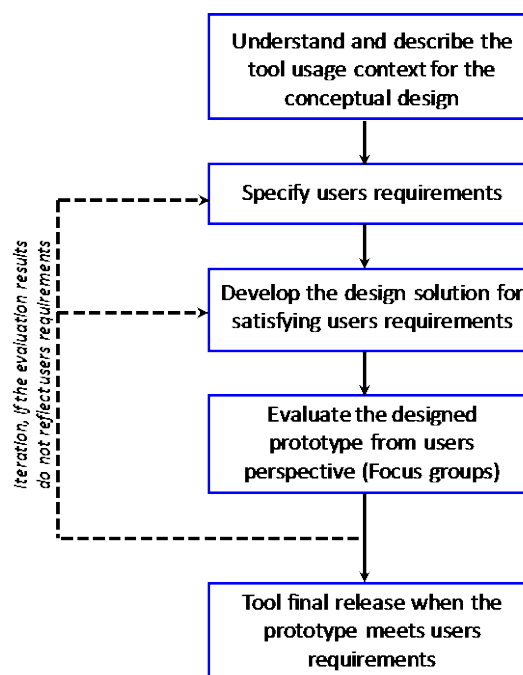 Understand and describe the
tool usage context for the
conceptual design
Specify users requirements
Develop the design solution for
satisfying users requirements
Evaluate the designed
prototype from users
perspective (Focus groups)
Tool final release when the
prototype meets users
requirements
Iteration, if the evaluation results
do not reflect users requirements